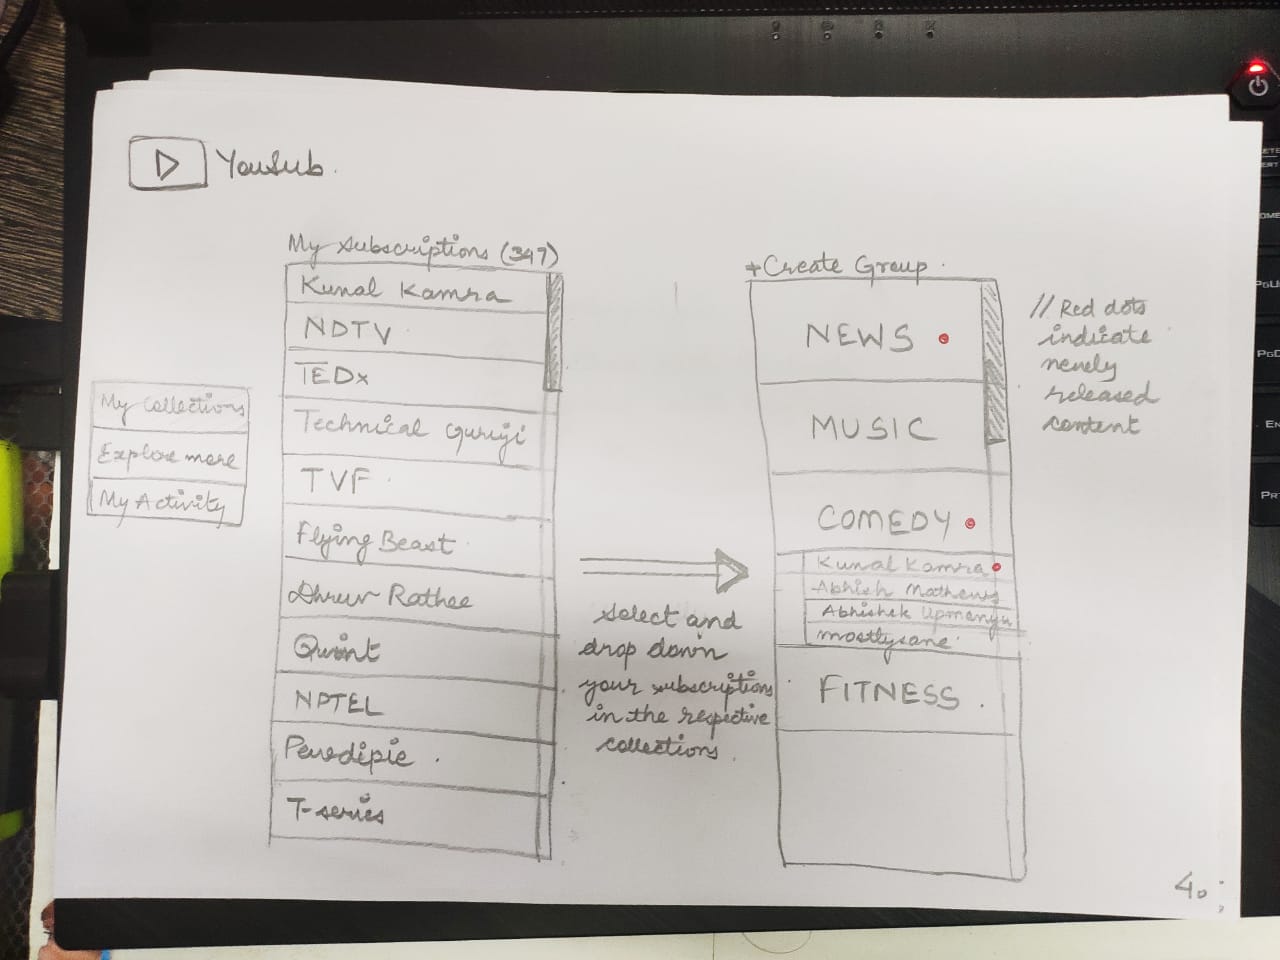 YouSub.
My Subscriptions (347)
Kunal Kamra
NDTV
TEDx
Technical Guruji
TVF
Flying Beast
Dhruv Rathee
Quint
NPTEL
Pewdipie
T-series
My Collections
Explore more
My Activity
select and
drop down
your subscriptions
in the respective
collections.
+Create Group.
NEWS
MUSIC
COMEDY
Kunal Kamra
Abhish Mathews
Abhishek Upmanyu
mostlysane
FITNESS
// Red dots
indicate
newly
released
content
4.